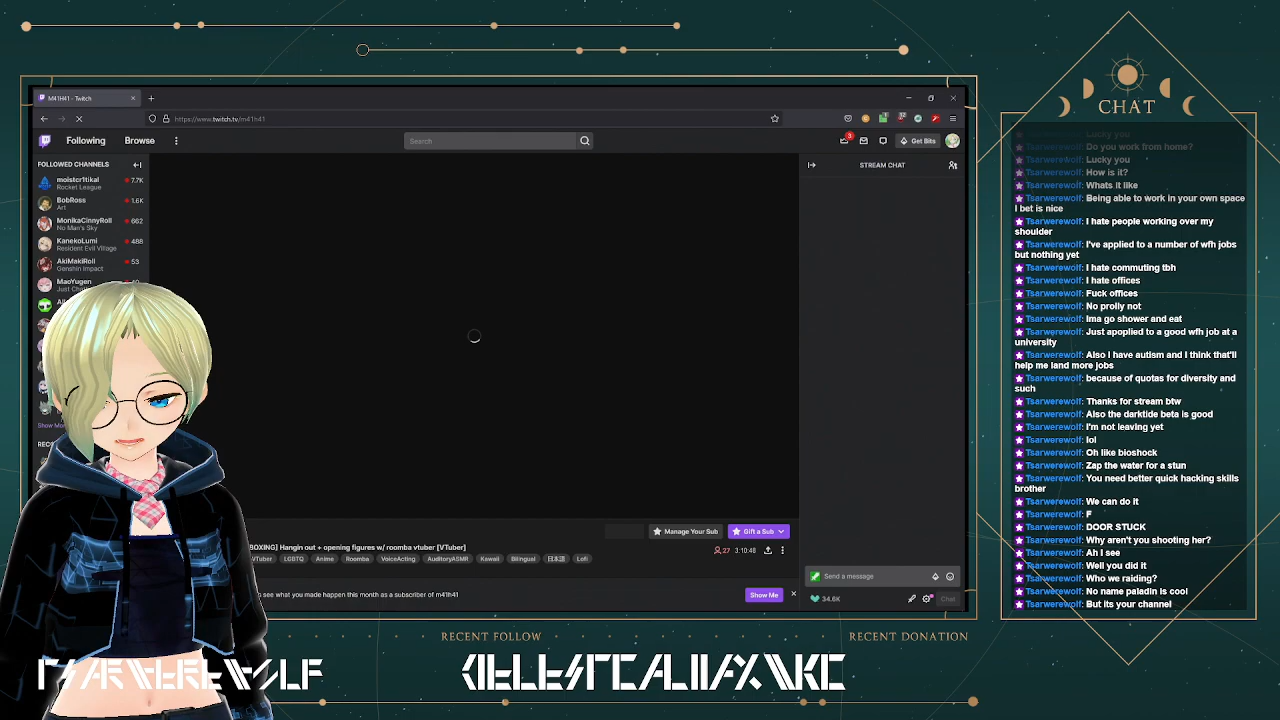 M41H41 - Twitch
https://www.twitch.tv/m41h41
Following
Browse
Search
3
Get Bits
FOLLOWED CHANNELS
moistcr1tikal
7.7K
Rocket League
BobRoss
1.6K
Art
MonikaCinnyRoll
662
No Man's Sky
KanekoLumi
488
Resident Evil Village
AkiMakiRoll
53
Genshin Impact
MaoYugen
Just Ch
Show Mo
REC
STREAM CHAT
Manage Your Sub
Gift a Sub
BOXING] Hangin out + opening figures w/ roomba vtuber [VTuber]
27
3:10:48
VTuber
LGBTQ
Anime
Roomba
VoiceActing
AuditoryASMR
Kawaii
Bilingual
日本語
Lofi
to see what you made happen this month as a subscriber of m41h41
Show Me
Send a message
34.6K
Chat
RECENT FOLLOW
RECENT DONATION
CHAT
Lucky you
Do you work from home?
Tsarwerewolf: Lucky you
Tsarwerewolf: How is it?
Tsarwerewolf: Whats it like
Tsarwerewolf: Being able to work in your own space
I bet is nice
Tsarwerewolf: I hate people working over my
shoulder
Tsarwerewolf: I've applied to a number of wfh jobs
but nothing yet
Tsarwerewolf: I hate commuting tbh
Tsarwerewolf: I hate offices
Tsarwerewolf: Fuck offices
Tsarwerewolf: No prolly not
Tsarwerewolf: Ima go shower and eat
Tsarwerewolf: Just apoplied to a good wfh job at a
university
Tsarwerewolf: Also I have autism and I think that'll
help me land more jobs
Tsarwerewolf: because of quotas for diversity and
such
Tsarwerewolf: Thanks for stream btw
Tsarwerewolf: Also the darktide beta is good
Tsarwerewolf: I'm not leaving yet
Tsarwerewolf: lol
Tsarwerewolf: Oh like bioshock
Tsarwerewolf: Zap the water for a stun
Tsarwerewolf: You need better quick hacking skills
brother
Tsarwerewolf: We can do it
Tsarwerewolf: F
Tsarwerewolf: DOOR STUCK
Tsarwerewolf: Why aren't you shooting her?
Tsarwerewolf: Ah I see
Tsarwerewolf: Well you did it
Tsarwerewolf: Who we raiding?
Tsarwerewolf: No name paladin is cool
Tsarwerewolf: But its your channel